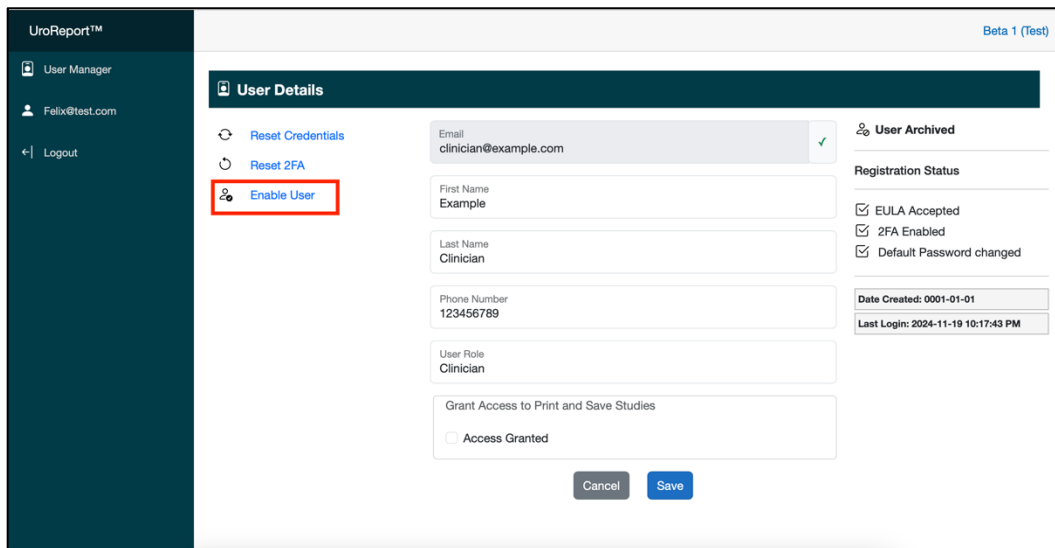 UroReport™
Beta 1 (Test)
User Manager
Felix@test.com
Logout
User Details
Reset Credentials
Reset 2FA
Enable User
Email
clinician@example.com
First Name
Example
Last Name
Clinician
Phone Number
123456789
User Role
Clinician
Grant Access to Print and Save Studies
Access Granted
Cancel
Save
User Archived
Registration Status
EULA Accepted
2FA Enabled
Default Password changed
Date Created: 0001-01-01
Last Login: 2024-11-19 10:17:43 PM